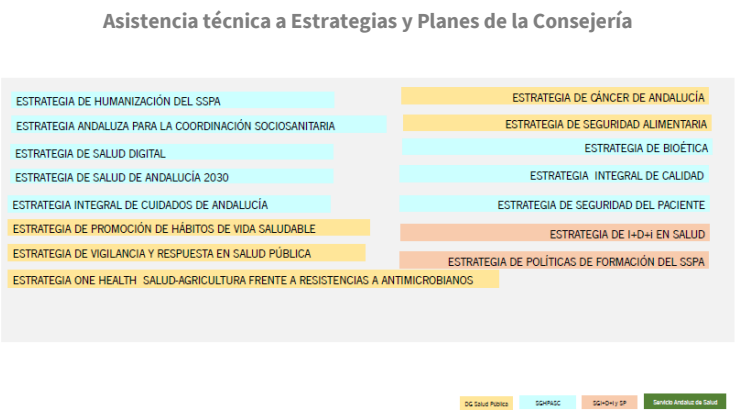 Asistencia técnica a Estrategias y Planes de la Consejería
ESTRATEGIA DE HUMANIZACIÓN DEL SSPA
ESTRATEGIA ANDALUZA PARA LA COORDINACIÓN SOCIOSANITARIA
ESTRATEGIA DE SALUD DIGITAL
ESTRATEGIA DE SALUD DE ANDALUCÍA 2030
ESTRATEGIA INTEGRAL DE CUIDADOS DE ANDALUCÍA
ESTRATEGIA DE PROMOCIÓN DE HÁBITOS DE VIDA SALUDABLE
ESTRATEGIA DE VIGILANCIA Y RESPUESTA EN SALUD PÚBLICA
ESTRATEGIA ONE HEALTH SALUD-AGRICULTURA FRENTE A RESISTENCIAS A ANTIMICROBIANOS
ESTRATEGIA DE CÁNCER DE ANDALUCÍA
ESTRATEGIA DE SEGURIDAD ALIMENTARIA
ESTRATEGIA DE BIOÉTICA
ESTRATEGIA INTEGRAL DE CALIDAD
ESTRATEGIA DE SEGURIDAD DEL PACIENTE
ESTRATEGIA DE I+D+i EN SALUD
ESTRATEGIA DE POLÍTICAS DE FORMACIÓN DEL SSPA
DG Salud Pública
SGHPASC
SGI+D+I y SP
Servicio Andaluz de Salud